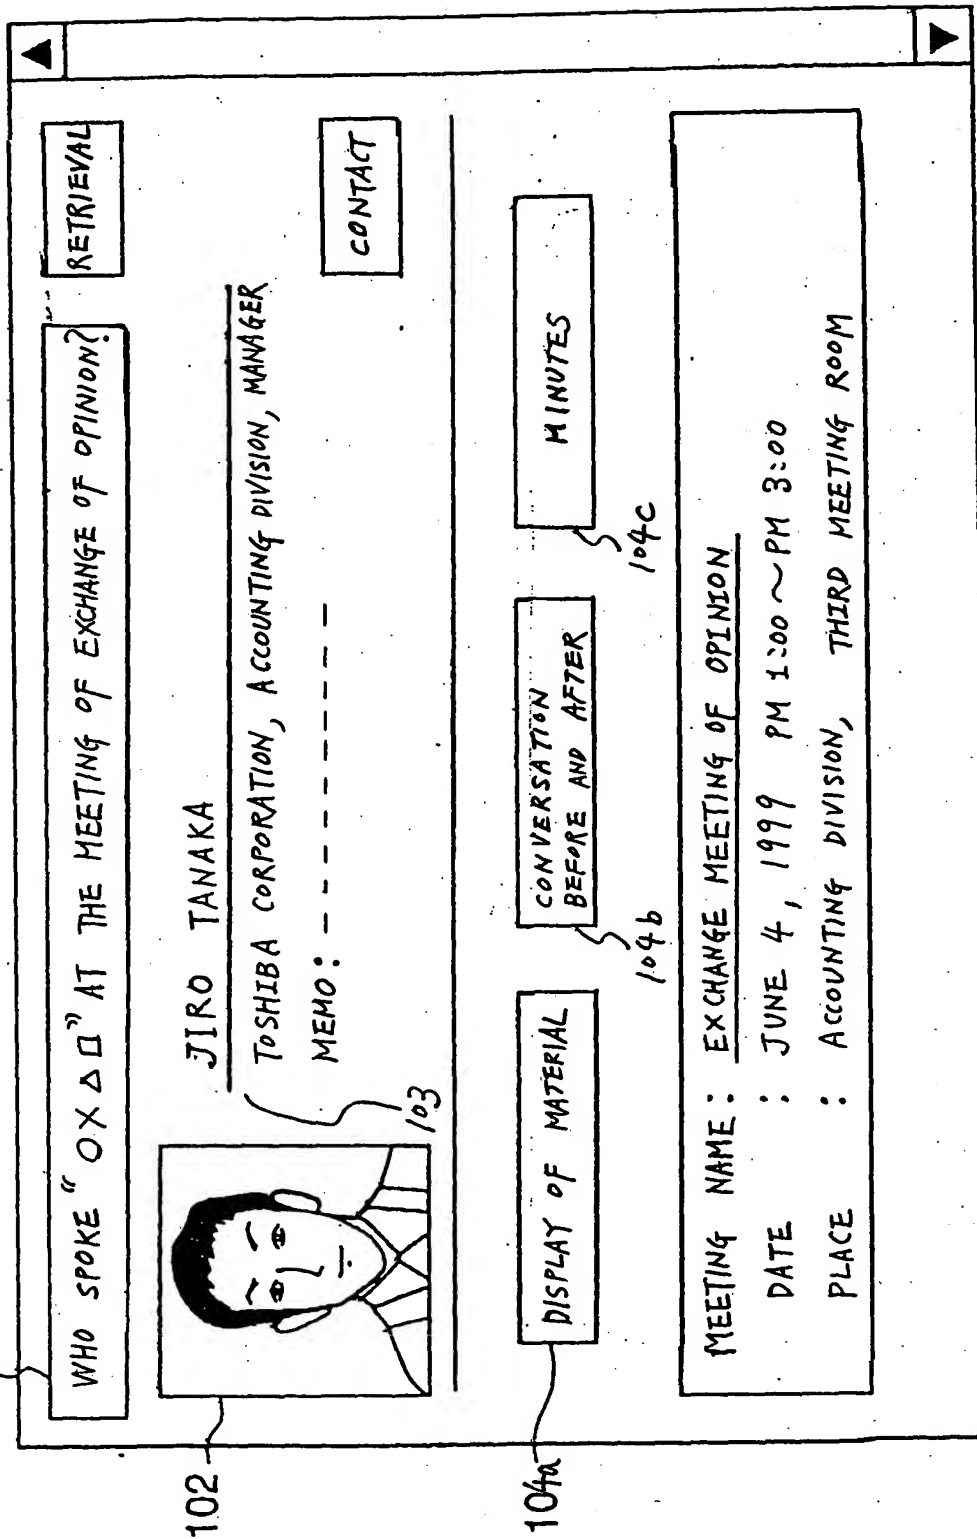 WHO SPOKE "O X △ □" AT THE MEETING OF EXCHANGE OF OPINION?
RETRIEVAL
102
JIRO TANAKA
TOSHIBA CORPORATION, ACCOUNTING DIVISION, MANAGER
MEMO: - - - - - - - - -
103
CONTACT
DISPLAY OF MATERIAL
CONVERSATION
BEFORE AND AFTER
MINUTES
104a
104b
104c
MEETING NAME : EXCHANGE MEETING OF OPINION
DATE : JUNE 4, 1999 PM 1:00~PM 3:00
PLACE : ACCOUNTING DIVISION, THIRD MEETING ROOM